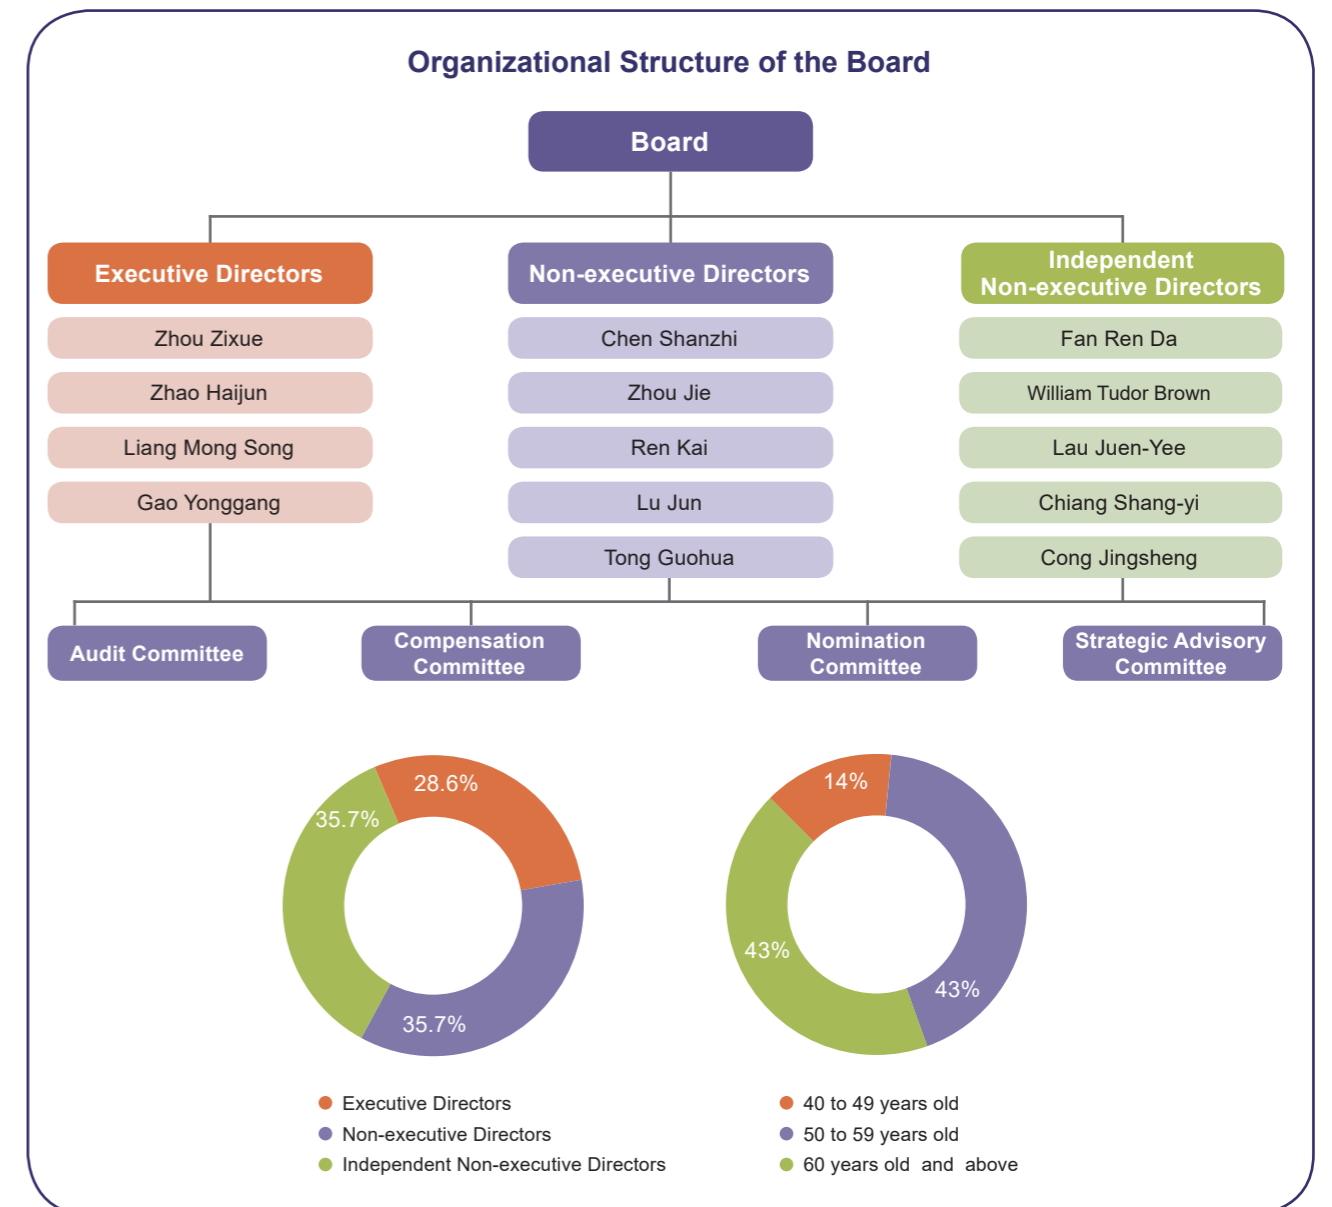 Organizational Structure of the Board
Board
Executive Directors
Zhou Zixue
Zhao Haijun
Liang Mong Song
Gao Yonggang
Non-executive Directors
Chen Shanzhi
Zhou Jie
Ren Kai
Lu Jun
Tong Guohua
Independent
Non-executive Directors
Fan Ren Da
William Tudor Brown
Lau Juen-Yee
Chiang Shang-yi
Cong Jingsheng
Audit Committee
Compensation
Committee
Nomination
Committee
Strategic Advisory
Committee
28.6%
35.7%
35.7%
Executive Directors
Non-executive Directors
Independent Non-executive Directors
14%
43%
43%
40 to 49 years old
50 to 59 years old
60 years old and above